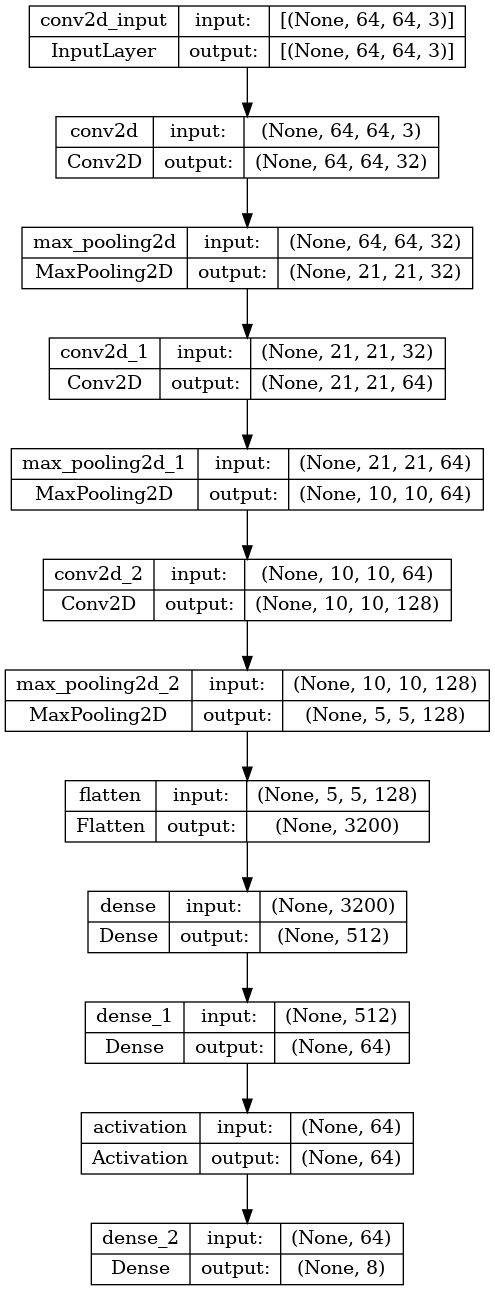 conv2d_input input: [(None, 64, 64, 3)]
InputLayer output: [(None, 64, 64, 3)]
conv2d input: (None, 64, 64, 3)
Conv2D output: (None, 64, 64, 32)
max_pooling2d input: (None, 64, 64, 32)
MaxPooling2D output: (None, 21, 21, 32)
conv2d_1 input: (None, 21, 21, 32)
Conv2D output: (None, 21, 21, 64)
max_pooling2d_1 input: (None, 21, 21, 64)
MaxPooling2D output: (None, 10, 10, 64)
conv2d_2 input: (None, 10, 10, 64)
Conv2D output: (None, 10, 10, 128)
max_pooling2d_2 input: (None, 10, 10, 128)
MaxPooling2D output: (None, 5, 5, 128)
flatten input: (None, 5, 5, 128)
Flatten output: (None, 3200)
dense input: (None, 3200)
Dense output: (None, 512)
dense_1 input: (None, 512)
Dense output: (None, 64)
activation input: (None, 64)
Activation output: (None, 64)
dense_2 input: (None, 64)
Dense output: (None, 8)